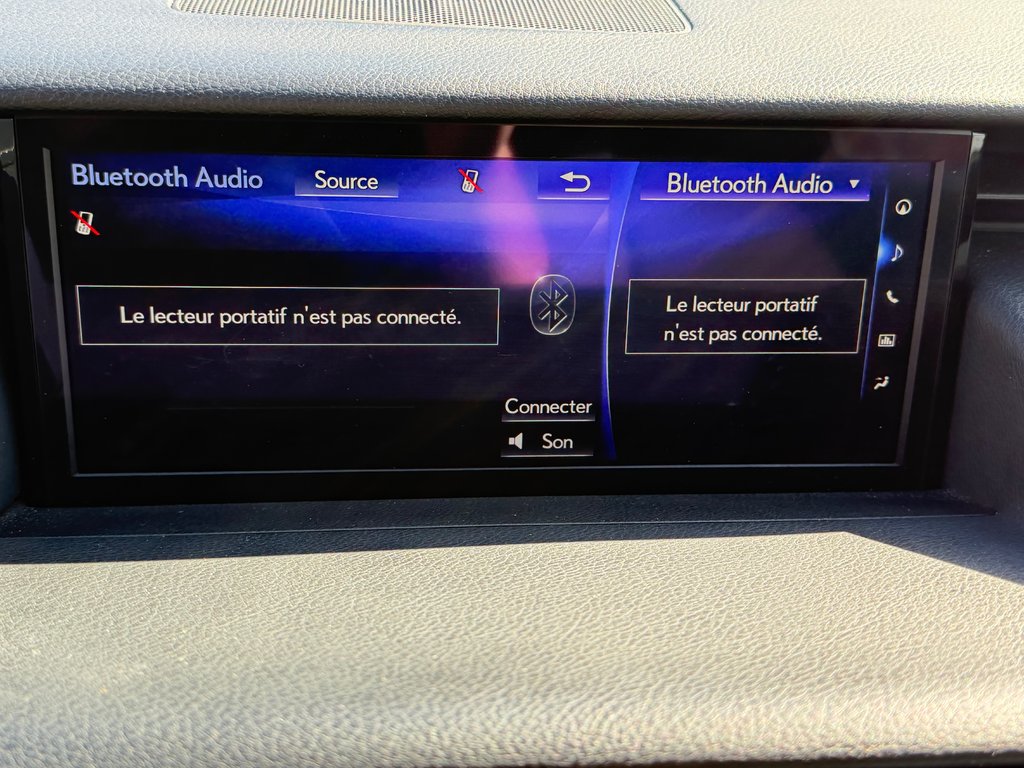 Bluetooth Audio
Source
Bluetooth Audio
Le lecteur portatif n'est pas connecté.
Le lecteur portatif
n'est pas connecté.
Connecter
Son